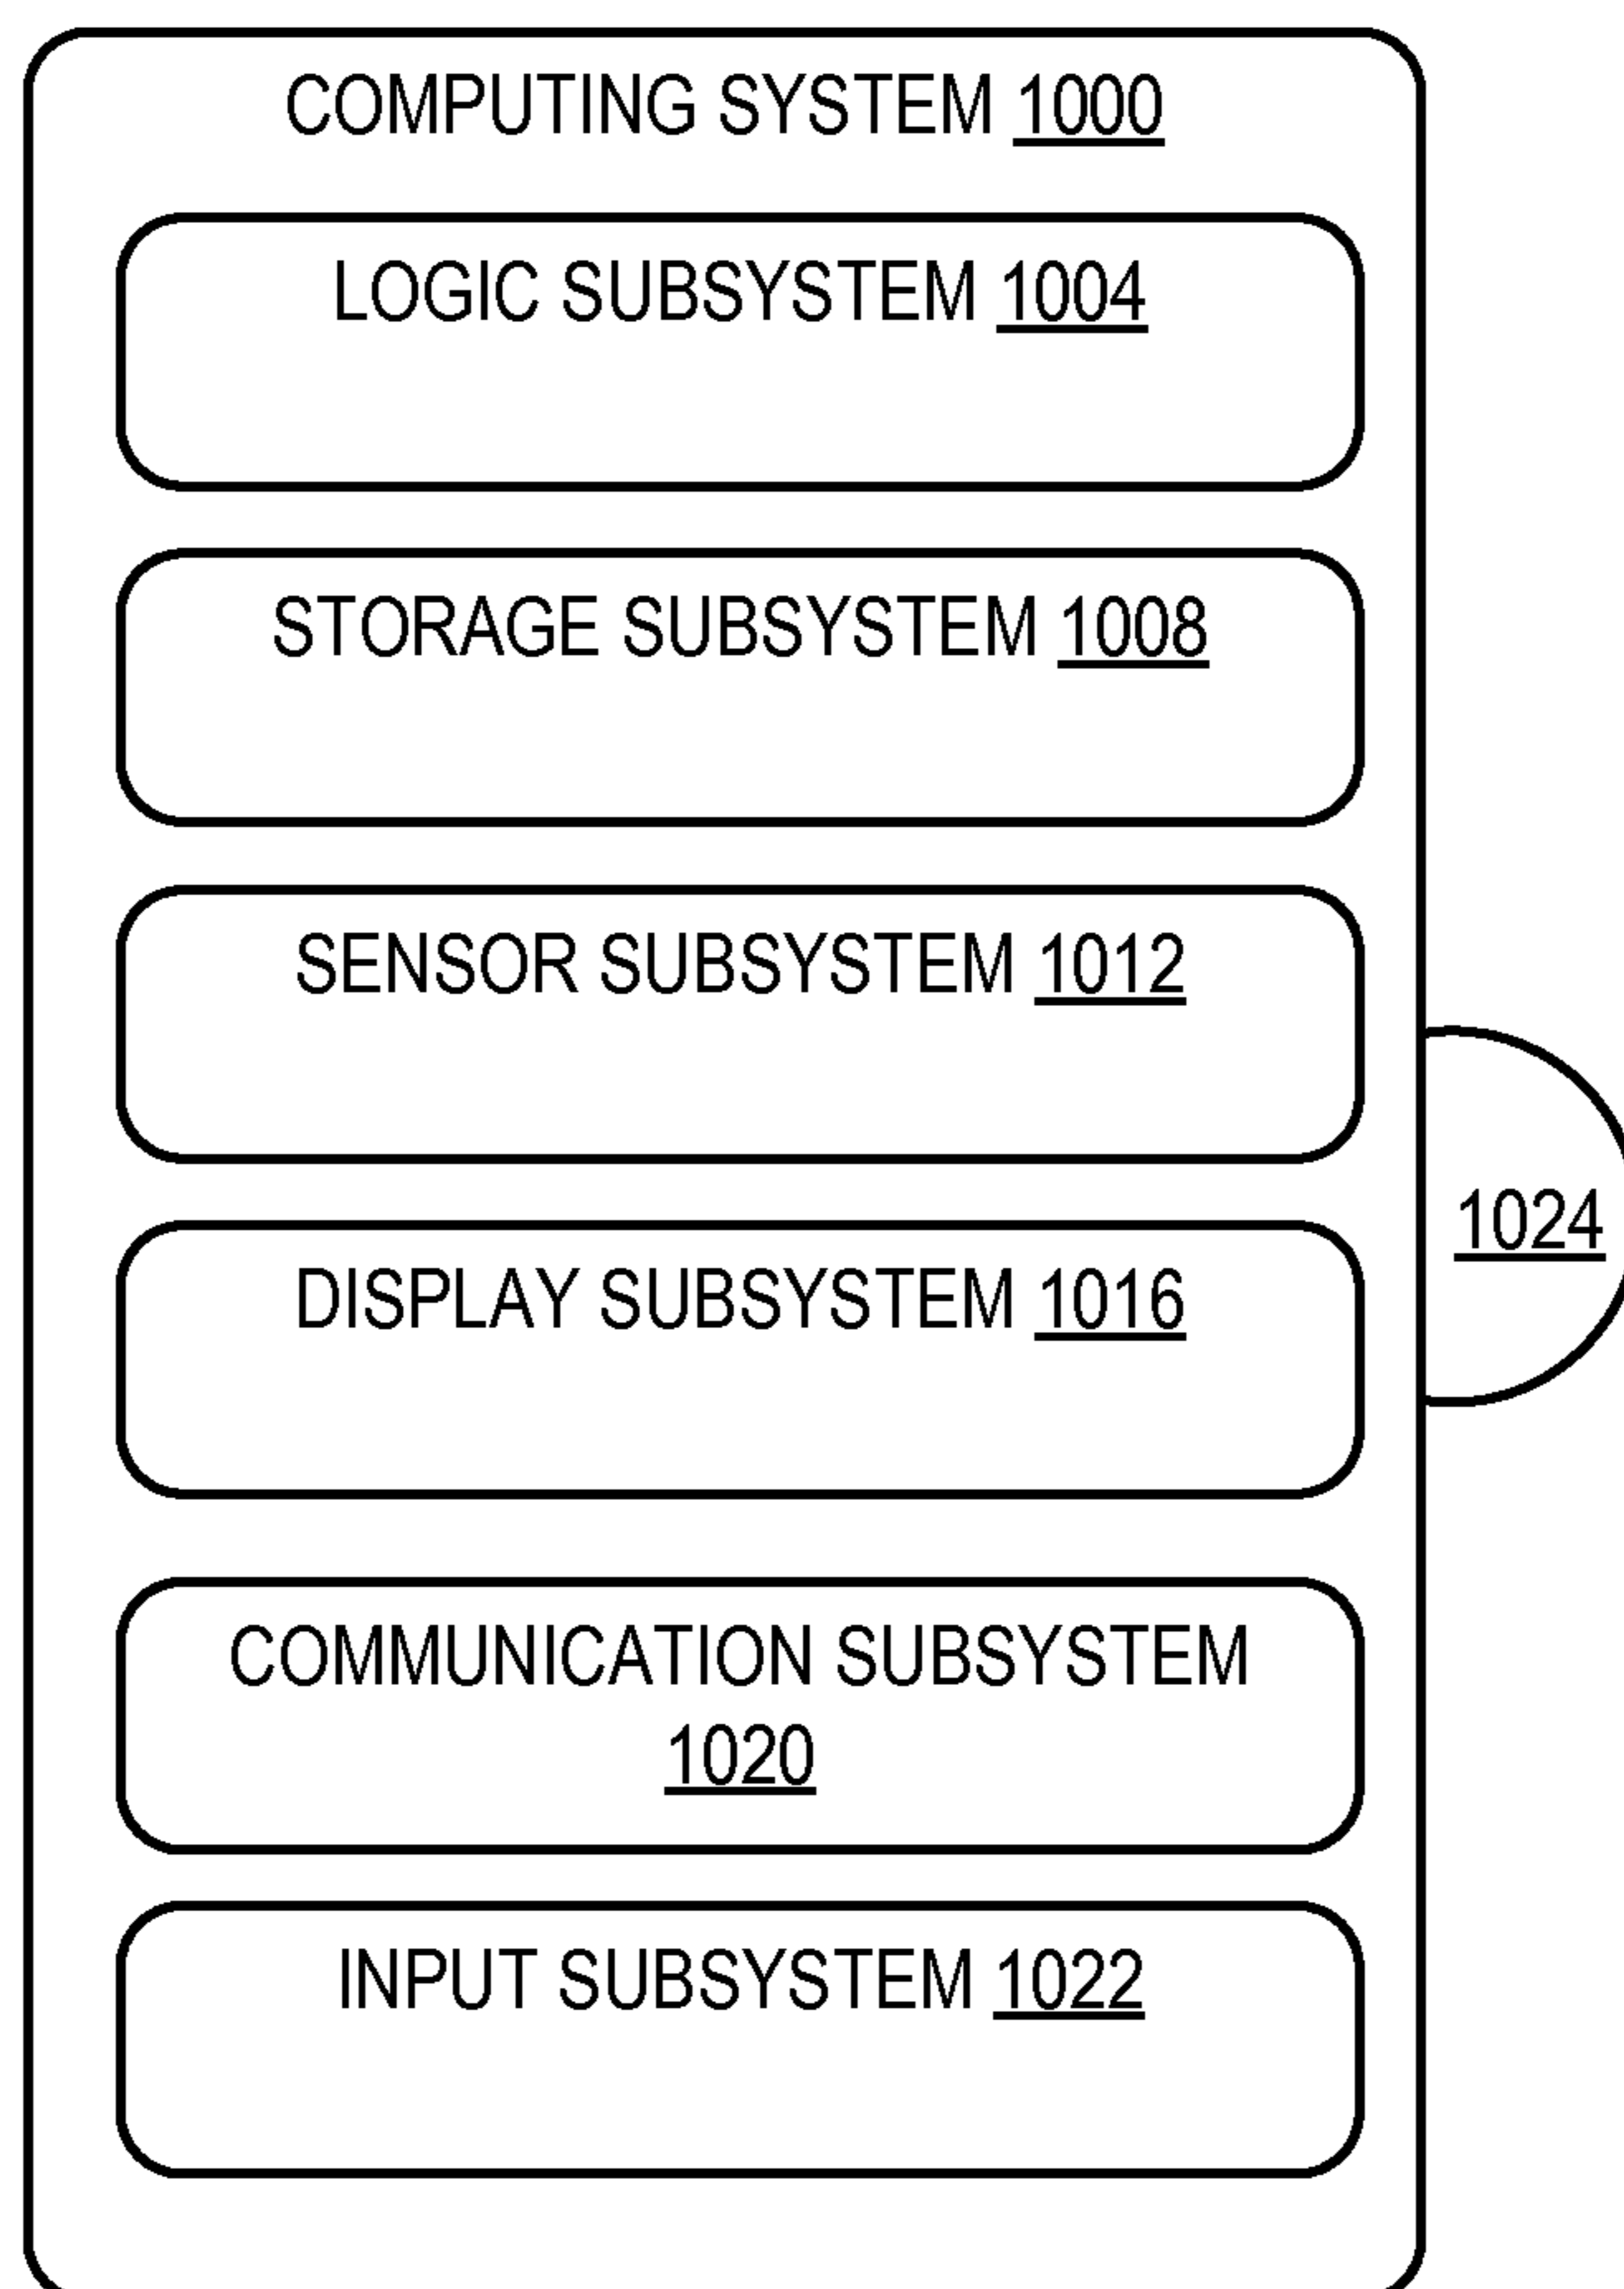 COMPUTING SYSTEM 1000
LOGIC SUBSYSTEM 1004
STORAGE SUBSYSTEM 1008
SENSOR SUBSYSTEM 1012
1024
DISPLAY SUBSYSTEM 1016
COMMUNICATION SUBSYSTEM
1020
INPUT SUBSYSTEM 1022